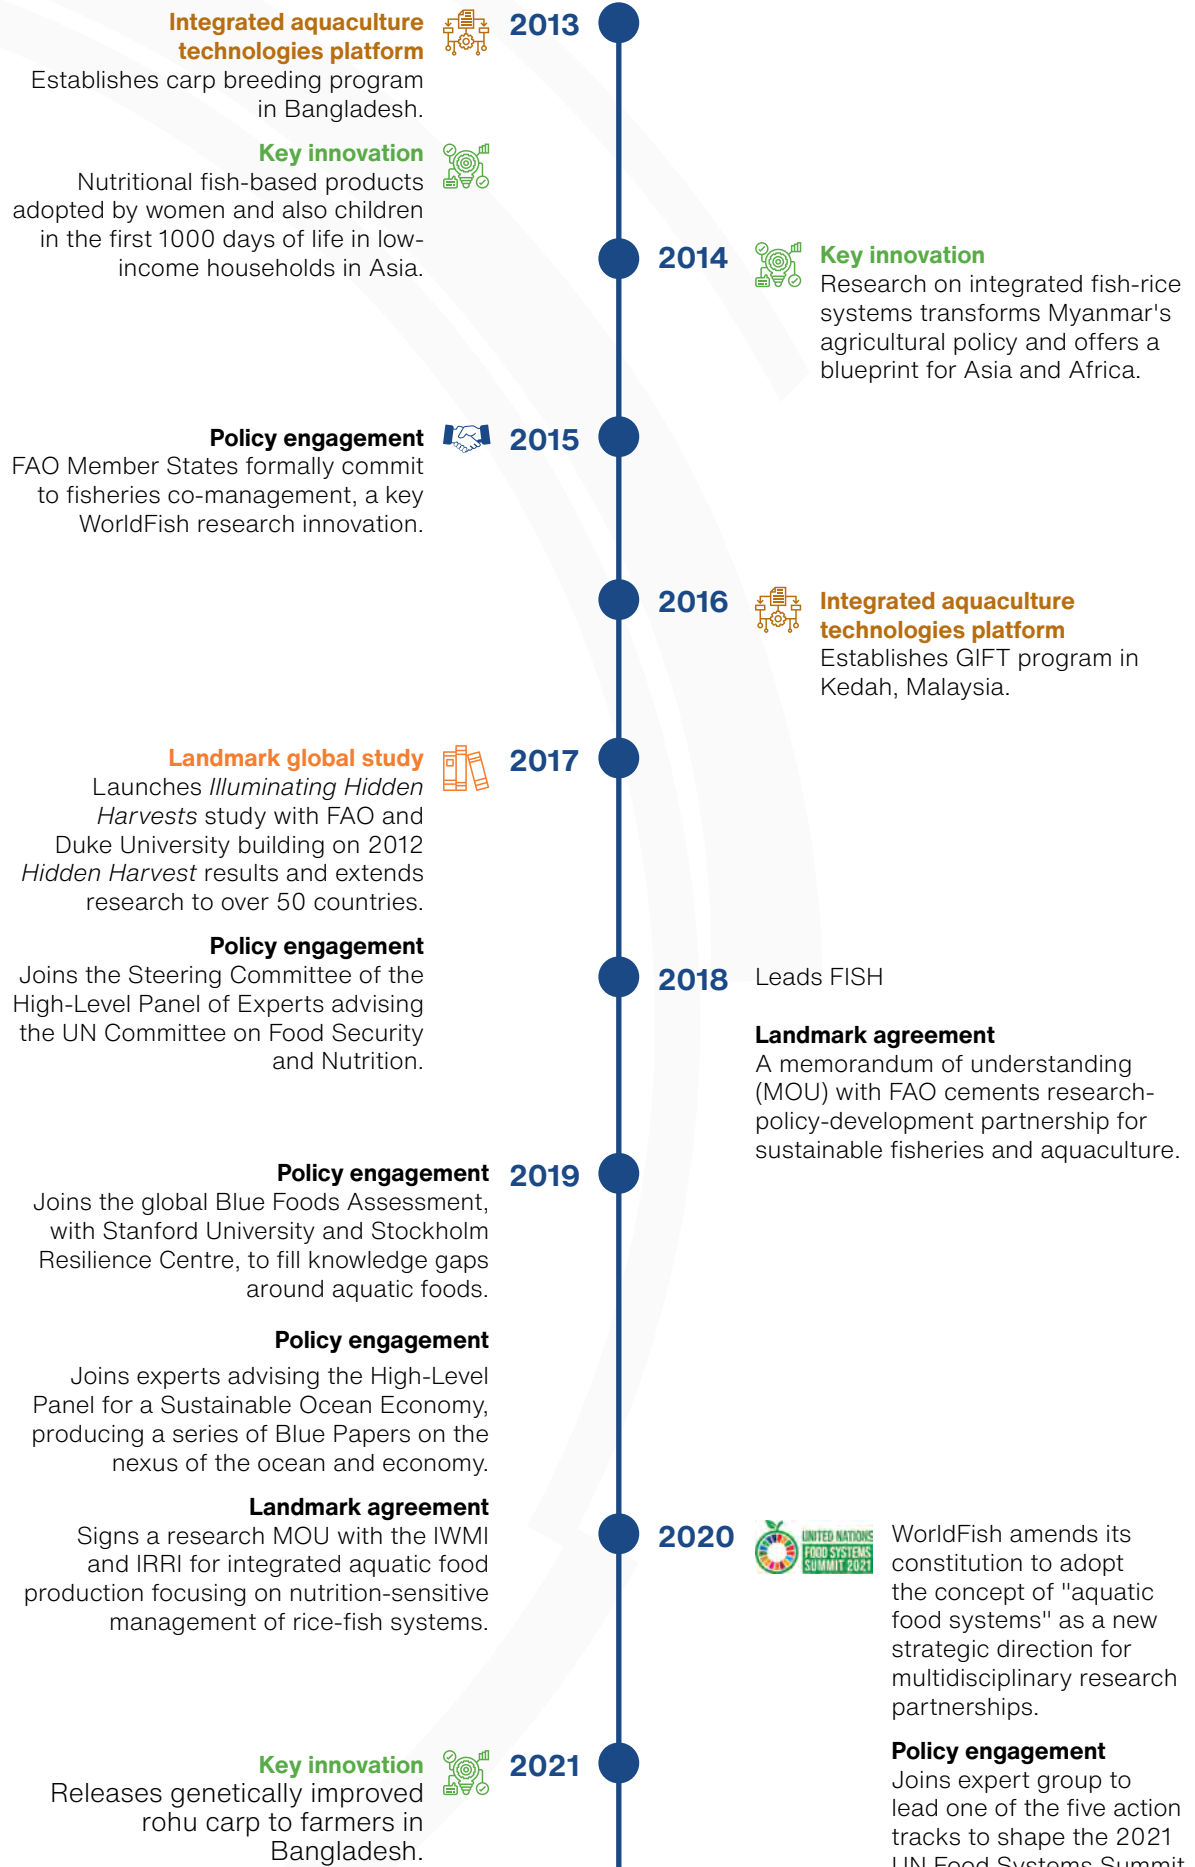 Integrated aquaculture
technologies platform
2013
Establishes carp breeding program
in Bangladesh.
Key innovation
Nutritional fish-based products
adopted by women and also children
in the first 1000 days of life in low-
income households in Asia.
2014
Key innovation
Research on integrated fish-rice
systems transforms Myanmar's
agricultural policy and offers a
blueprint for Asia and Africa.
Policy engagement
2015
FAO Member States formally commit
to fisheries co-management, a key
WorldFish research innovation.
2016
Integrated aquaculture
technologies platform
Establishes GIFT program in
Kedah, Malaysia.
Landmark global study
2017
Launches Illuminating Hidden
Harvests study with FAO and
Duke University building on 2012
Hidden Harvest results and extends
research to over 50 countries.
Policy engagement
Joins the Steering Committee of the
High-Level Panel of Experts advising
the UN Committee on Food Security
and Nutrition.
2018
Leads FISH
Landmark agreement
A memorandum of understanding
(MOU) with FAO cements research-
policy-development partnership for
sustainable fisheries and aquaculture.
Policy engagement
2019
Joins the global Blue Foods Assessment,
with Stanford University and Stockholm
Resilience Centre, to fill knowledge gaps
around aquatic foods.
Policy engagement
Joins experts advising the High-Level
Panel for a Sustainable Ocean Economy,
producing a series of Blue Papers on the
nexus of the ocean and economy.
Landmark agreement
Signs a research MOU with the IWMI
and IRRI for integrated aquatic food
production focusing on nutrition-sensitive
management of rice-fish systems.
2020
UNITED NATIONS
FOOD SYSTEMS
SUMMIT 2021
WorldFish amends its
constitution to adopt
the concept of "aquatic
food systems" as a new
strategic direction for
multidisciplinary research
partnerships.
Policy engagement
Joins expert group to
lead one of the five action
tracks to shape the 2021
UN Food Systems Summit
Key innovation
2021
Releases genetically improved
rohu carp to farmers in
Bangladesh.